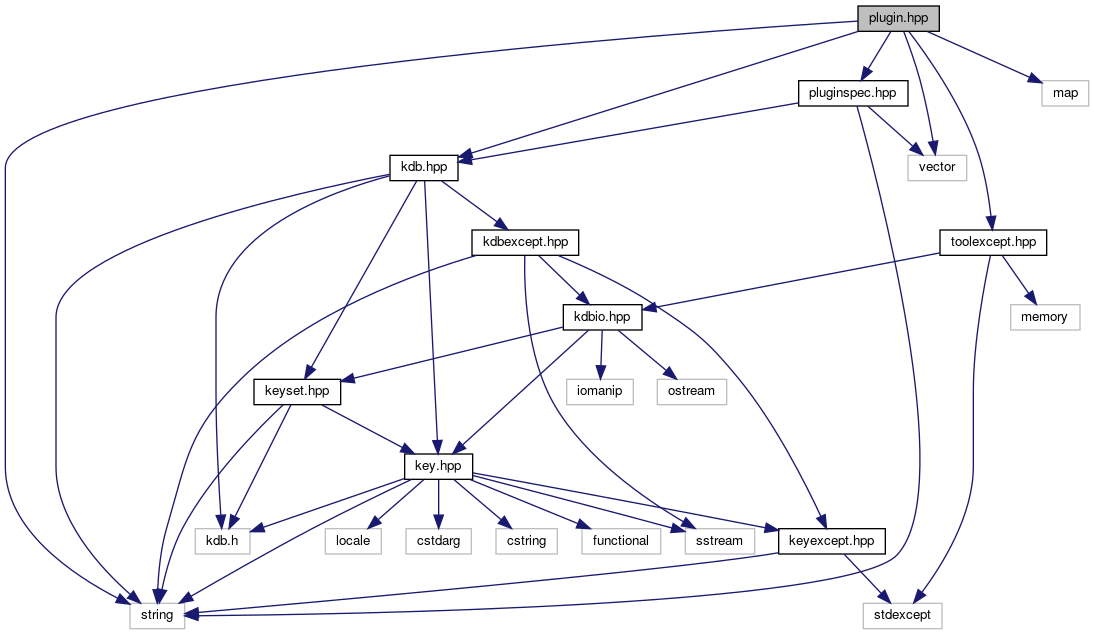 plugin.hpp
pluginspec.hpp
map
kdb.hpp
vector
kdbexcept.hpp
toolexcept.hpp
kdbio.hpp
memory
keyset.hpp
iomanip
ostream
key.hpp
kdb.h
locale
cstdarg
cstring
functional
sstream
keyexcept.hpp
string
stdexcept